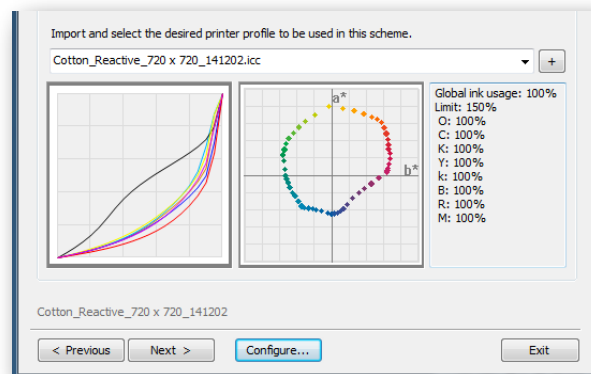 Import and select the desired printer profile to be used in this scheme.
Cotton_Reactive_720 x 720_141202.icc
+
a*
b*
Global ink usage: 100%
Limit: 150%
O: 100%
C: 100%
K: 100%
Y: 100%
k: 100%
B: 100%
R: 100%
M: 100%
Cotton_Reactive_720 x 720_141202
< Previous
Next >
Configure...
Exit